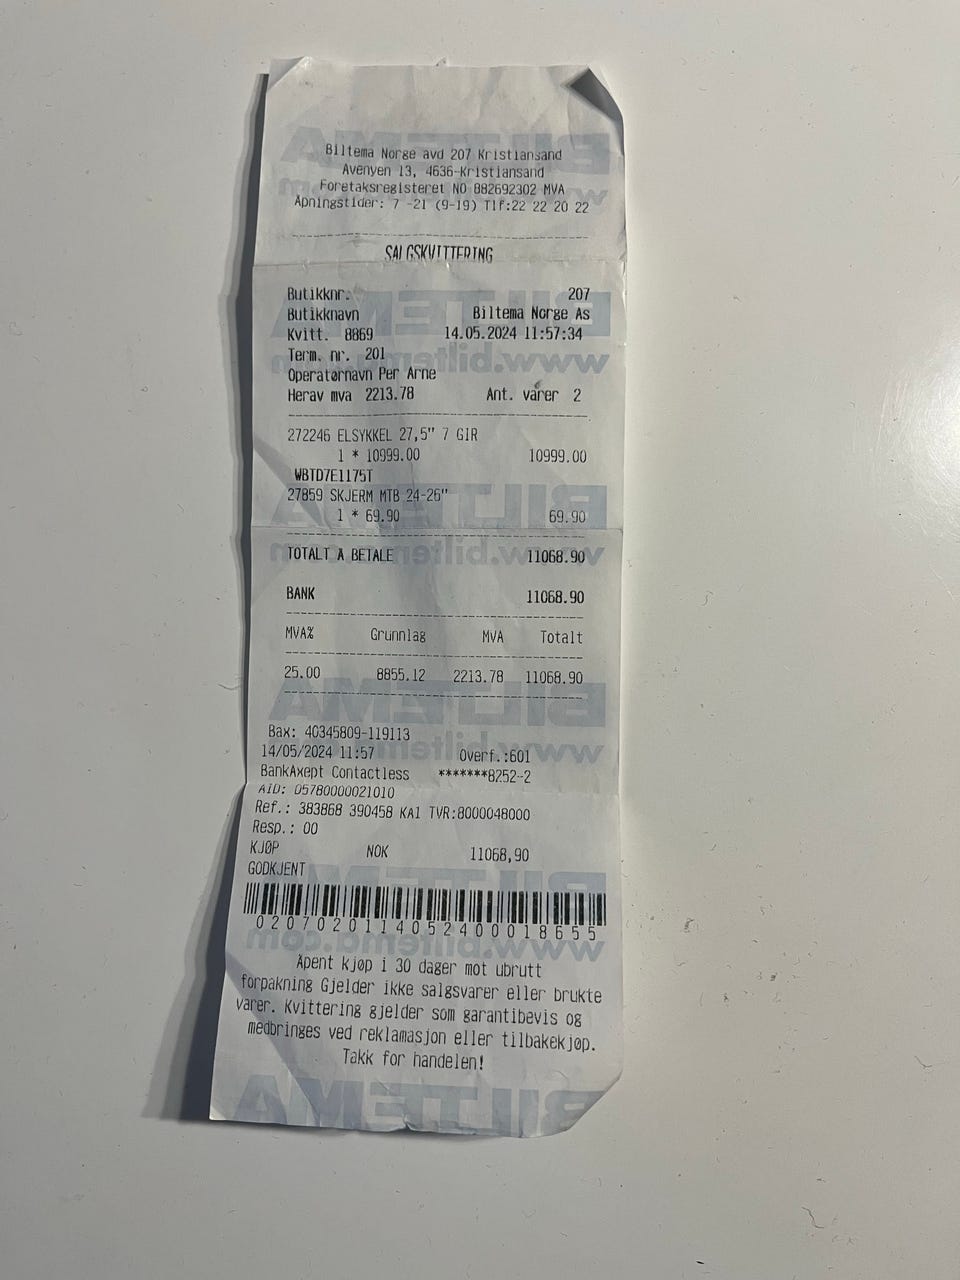 Biltema Norge avd 207 Kristiansand
Avenyen 13, 4636-Kristiansand
Foretaksregisteret NO 882692302 MVA
Apningstider: 7 -21 (9-19) Tlf:22 22 20 22
SALGSKVITTERING
Butikknr. 207
Butikknavn Biltema Norge As
Kvitt. 8869 14.05.2024 11:57:34
Term. nr. 201
Operatørnavn Per Arne
Herav mva 2213.78 Ant. varer 2
272246 ELSYKKEL 27,5" 7 GIR
1 * 10999.00 10999.00
WBTD7E1175T
27859 SKJERM MTB 24-26"
1 * 69.90 69.90
TOTALT A BETALE 11068.90
BANK 11068.90
MVA% Grunnlag MVA Totalt
25.00 8855.12 2213.78 11068.90
Bax: 40345809-119113
14/05/2024 11:57 Overf.:601
BankAxept Contactless *******8252-2
AID: D5780000021010
Ref.: 383868 390458 KA1 TVR:8000048000
Resp.: 00
KJØP NOK 11068,90
GODKJENT
0207020114052400018655
Apent kjøp i 30 dager mot ubrutt
forpakning Gjelder ikke salgsvarer eller brukte
varer. Kvittering gjelder som garantibevis og
medbringes ved reklamasjon eller tilbakekjøp.
Takk for handelen!